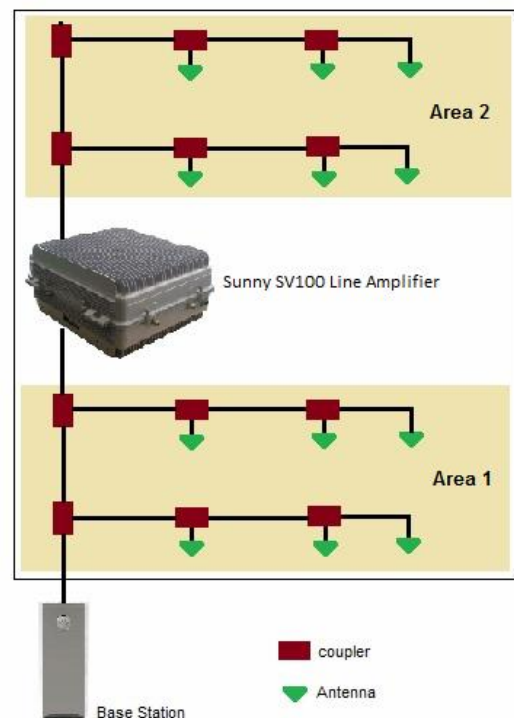 Area 2
Sunny SV100 Line Amplifier
Area 1
coupler
Antenna
Base Station